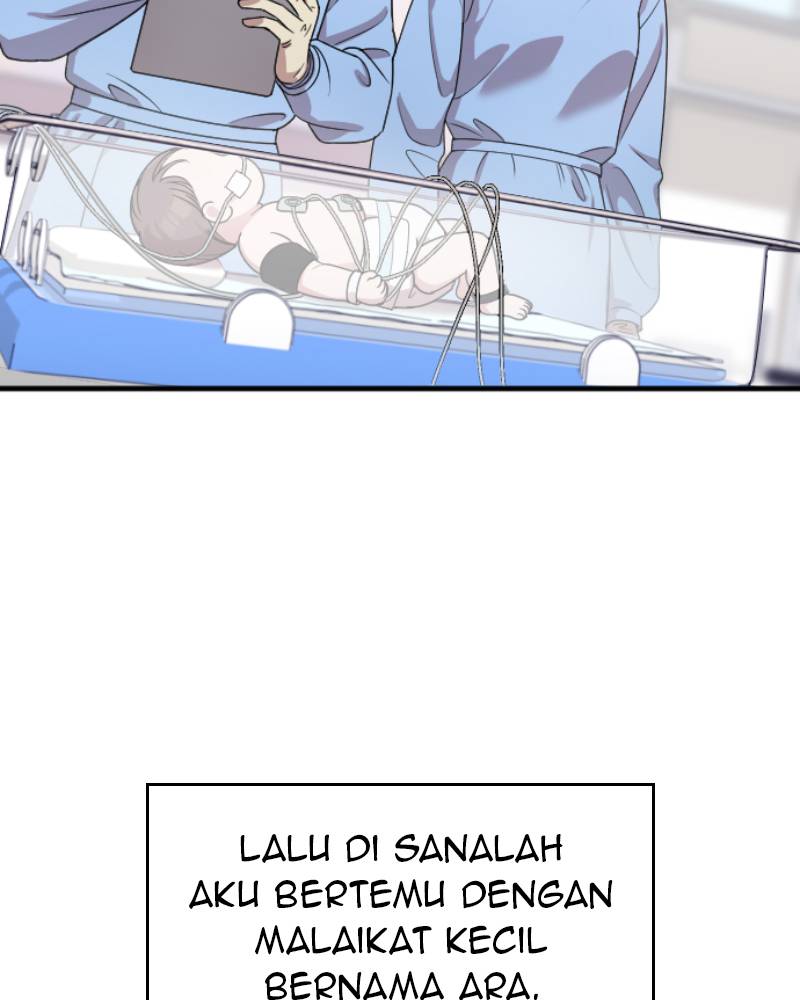 LALU DI SANALAH
AKU BERTEMU DENGAN
MALAIKAT KECIL
BERNAMA ARA,